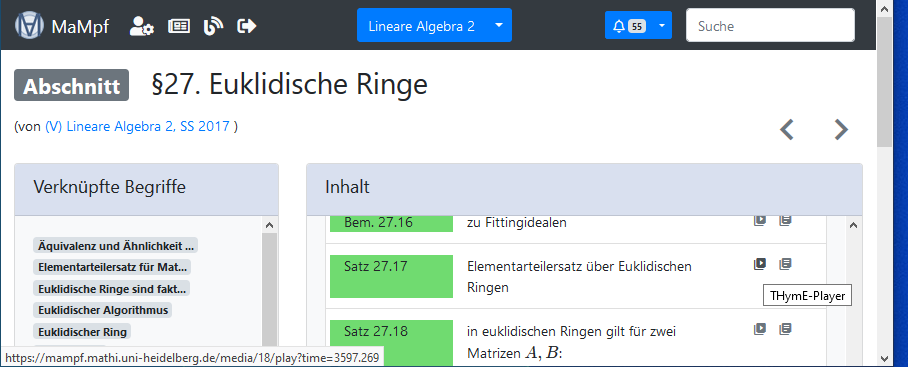 MaMpf
Lineare Algebra 2
55
Suche
Abschnitt §27. Euklidische Ringe
(von (V) Lineare Algebra 2, SS 2017 )
Verknüpfte Begriffe
Äquivalenz und Ähnlichkeit ...
Elementarteilersatz für Mat...
Euklidische Ringe sind fakt...
Euklidischer Algorithmus
Euklidischer Ring
Inhalt
Bem. 27.16 zu Fittingidealen
Satz 27.17 Elementarteilersatz über Euklidischen
Ringen
THymE-Player
Satz 27.18 in euklidischen Ringen gilt für zwei
Matrizen A, B:
https://mampf.mathi.uni-heidelberg.de/media/18/play?time=3597.269